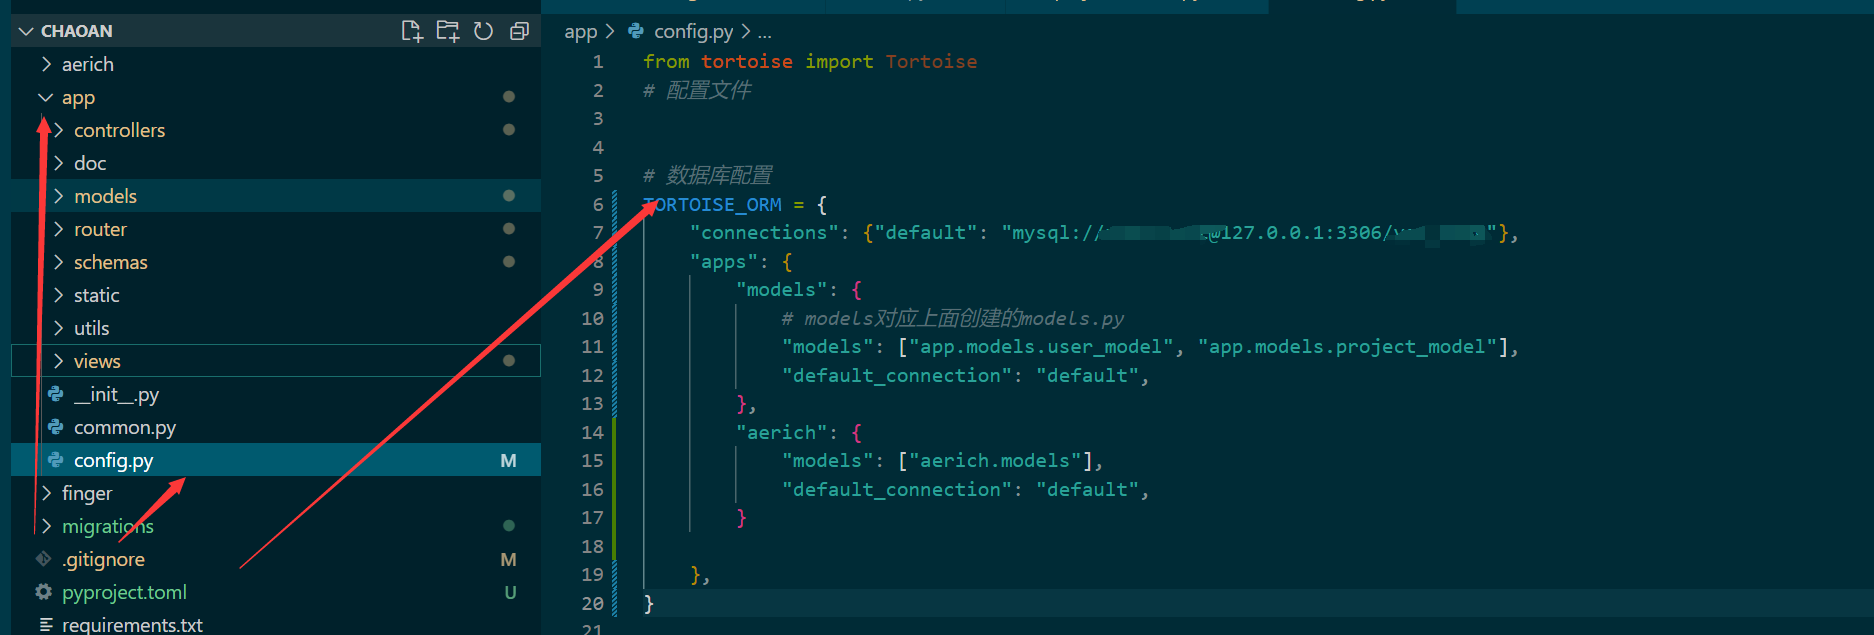 CHAOAN
aerich
app
controllers
doc
models
router
schemas
static
utils
views
__init__.py
common.py
config.py M
finger
migrations
.gitignore M
pyproject.toml U
requirements.txt
app > config.py > ...
1 from tortoise import Tortoise
2 # 配置文件
3
4
5 # 数据库配置
6 TORTOISE_ORM = {
7 "connections": {"default": "mysql://@127.0.0.1:3306/"},
8 "apps": {
9 "models": {
10 # models对应上面创建的models.py
11 "models": ["app.models.user_model", "app.models.project_model"],
12 "default_connection": "default",
13 },
14 "aerich": {
15 "models": ["aerich.models"],
16 "default_connection": "default",
17 }
18
19 },
20 }
21